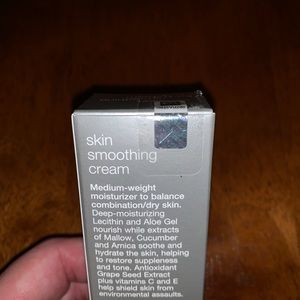 skin
smoothing
cream
Medium-weight
moisturizer to balance
combination/dry skin.
Deep-moisturizing
Lecithin and Aloe Gel
nourish while extracts
of Mallow, Cucumber
and Arnica soothe and
hydrate the skin, helping
to restore suppleness
and tone. Antioxidant
Grape Seed Extract
plus vitamins C and E
help shield skin from
environmental assaults.